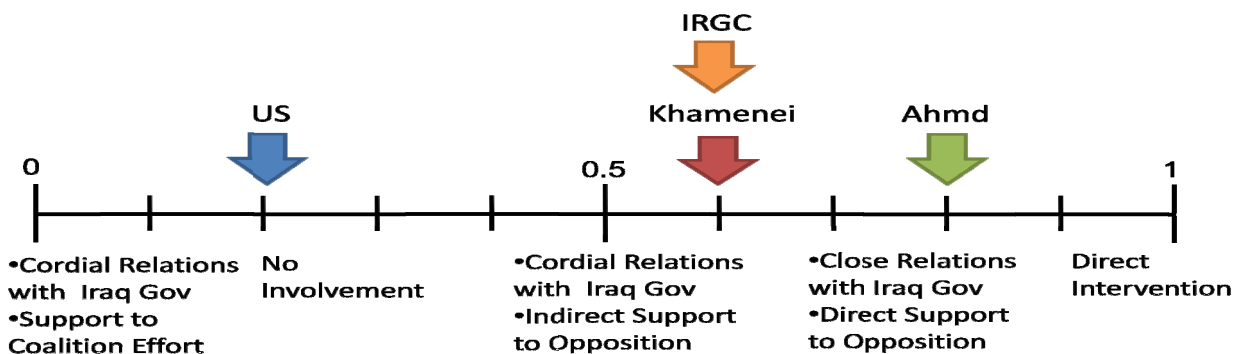 IRGC
US
Khamenei
Ahmd
0
0.5
1
•Cordial Relations
with Iraq Gov
•Support to
Coalition Effort
No
Involvement
•Cordial Relations
with Iraq Gov
•Indirect Support
to Opposition
•Close Relations
with Iraq Gov
•Direct Support
to Opposition
Direct
Intervention